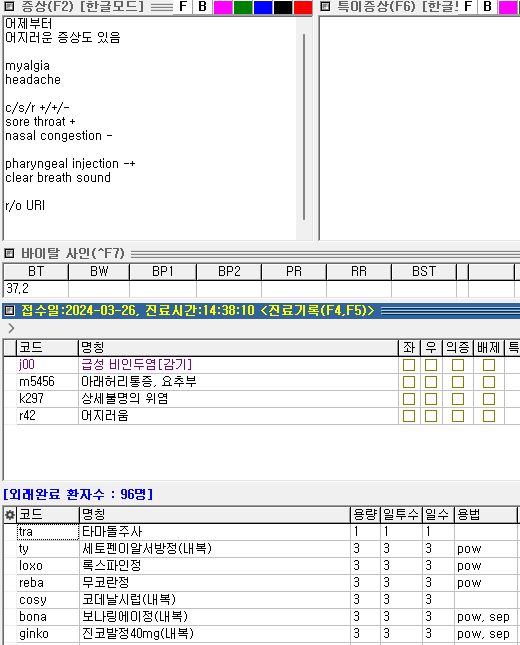 증상(F2) [한글모드] F B
특이증상(F6) [한글! F B
어제부터
어지러운 증상도 있음
myalgia
headache
c/s/r +/+/-
sore throat +
nasal congestion -
pharyngeal injection -+
clear breath sound
r/o URI
바이탈 사인(^F7)
BT BW BP1 BP2 PR RR BST
37,2
접수일:2024-03-26, 진료시간:14:38:10 <진료기록(F4,F5)>
코드 명칭 좌 우 의증 배제 특
j00 급성 비인두염[감기]
m5456 아래허리통증, 요추부
k297 상세불명의 위염
r42 어지러움
[외래완료 환자수 : 96명]
코드 명칭 용량 일투수 일수 용법
tra 타마돌주사 1 1 1
ty 세토펜이알서방정(내복) 3 3 3 pow
loxo 록스파인정 3 3 3 pow
reba 무코란정 3 3 3 pow
cosy 코데날시럽(내복) 3 3 3
bona 보나링에이정(내복) 3 3 3 pow, sep
ginko 진코발정40mg(내복) 3 3 3 pow, sep